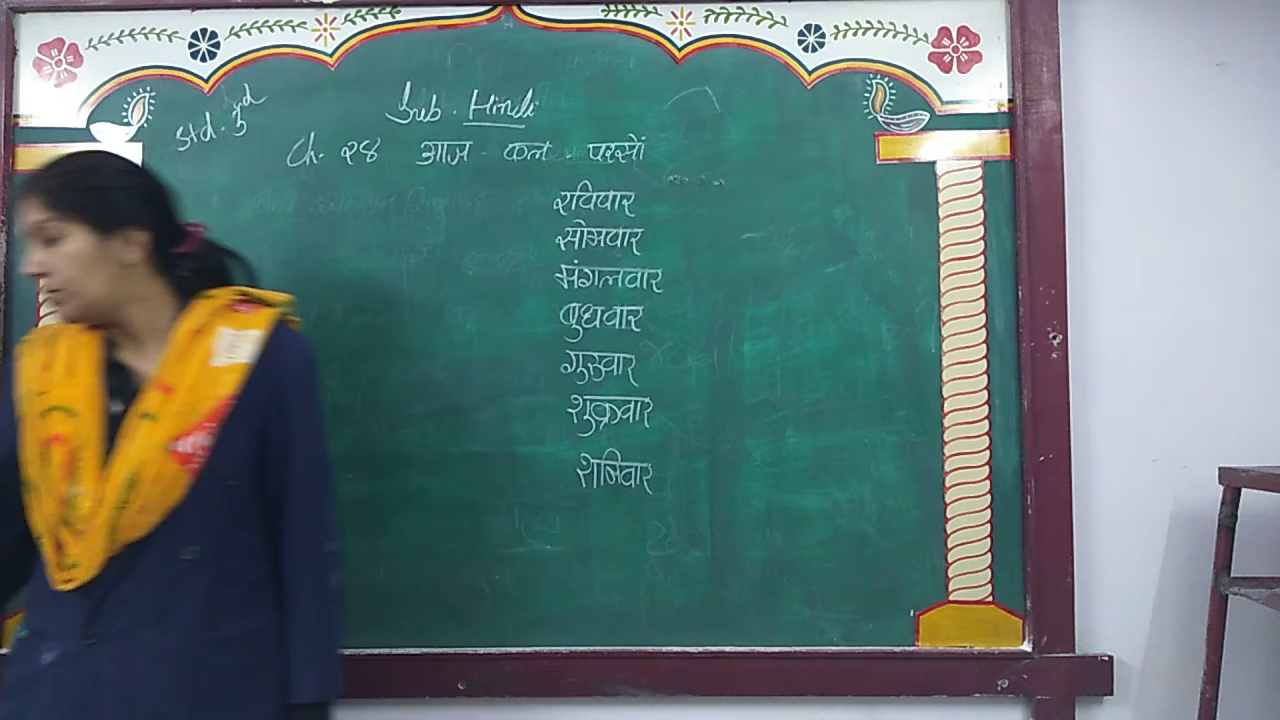 Std. 3rd
Sub. Hindi
Ch. २४ आज - कल - परसों
रविवार
सोमवार
मंगलवार
बुधवार
गुरुवार
शुक्रवार
शनिवार